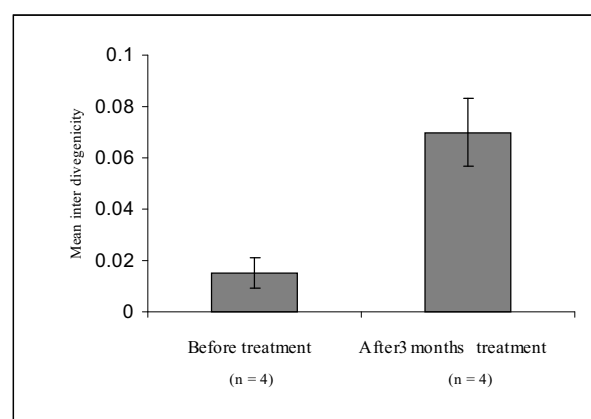 0.1
0.08
0.06
0.04
0.02
0
Mean inter divegenicity
Before treatment
After3 months treatment
(n = 4)
(n = 4)